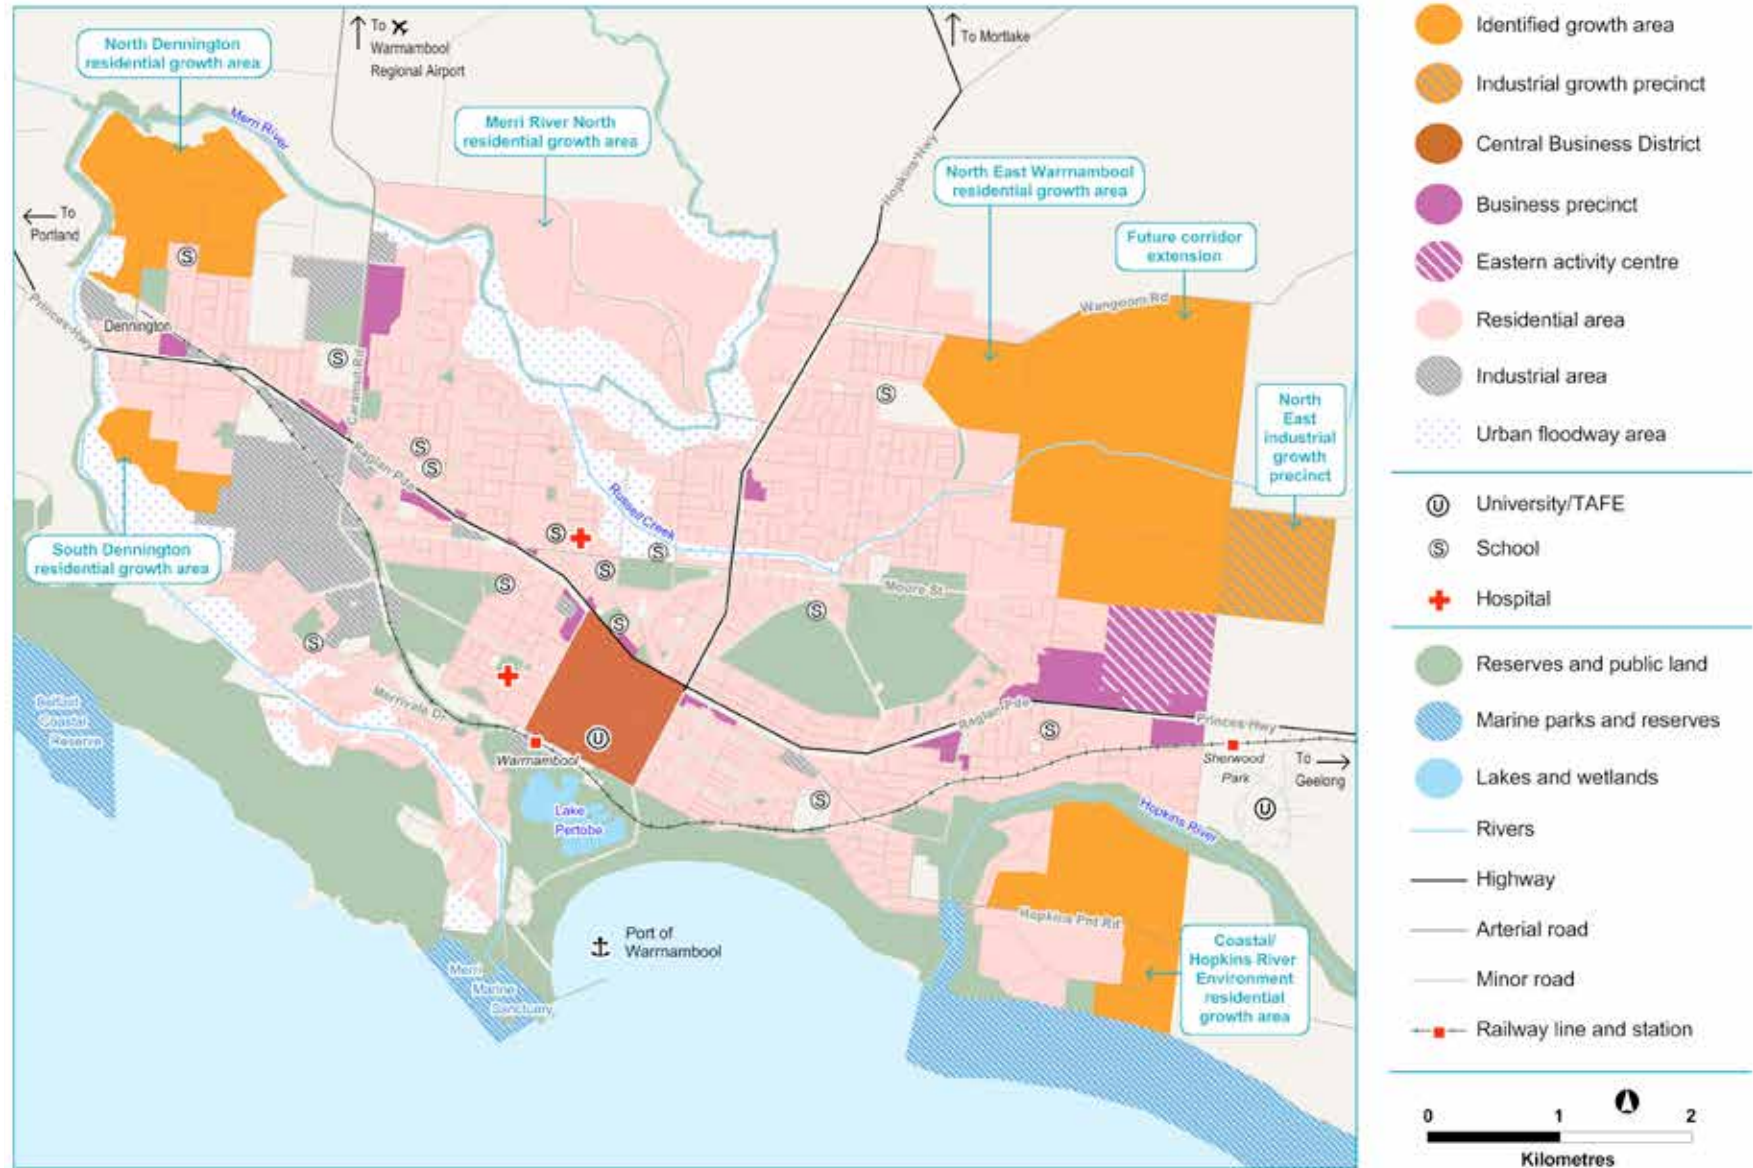 North Dennington
residential growth area
To
Warrnambool
Regional Airport
To Mortlake
Merri River
Merri River North
residential growth area
Hopkins Hwy
North East Warrnambool
residential growth area
To
Portland
Future corridor
extension
Wangoom Rd
Princes Hwy
Dennington
Caramut Rd
North
East
industrial
growth
precinct
Raglan Pde
Russell Creek
South Dennington
residential growth area
Moore St
Merrivale Dr
Belfast
Coastal
Reserve
Raglan Pde
Princes Hwy
Warrnambool
Sherwood
Park
To
Geelong
Lake
Pertobe
Hopkins River
Hopkins Pnt Rd
Port of
Warrnambool
Coastal/
Hopkins River
Environment
residential
growth area
Merri
Marine
Sanctuary
Identified growth area
Industrial growth precinct
Central Business District
Business precinct
Eastern activity centre
Residential area
Industrial area
Urban floodway area
U University/TAFE
S School
Hospital
Reserves and public land
Marine parks and reserves
Lakes and wetlands
Rivers
Highway
Arterial road
Minor road
Railway line and station
0 1 2
Kilometres